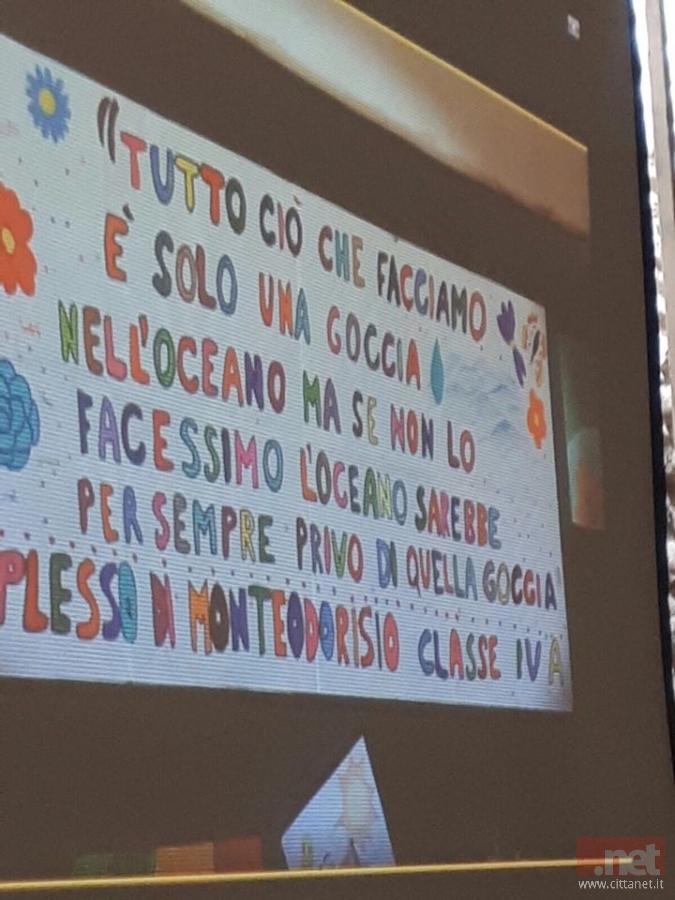 "TUTTO CIÒ CHE FACCIAMO
È SOLO UNA GOCCIA
NELL'OCEANO MA SE NON LO
FACESSIMO L'OCEANO SAREBBE
PER SEMPRE PRIVO DI QUELLA GOCCIA"
PLESSO DI MONTEODORISIO CLASSE IV A
.net
www.cittanet.it